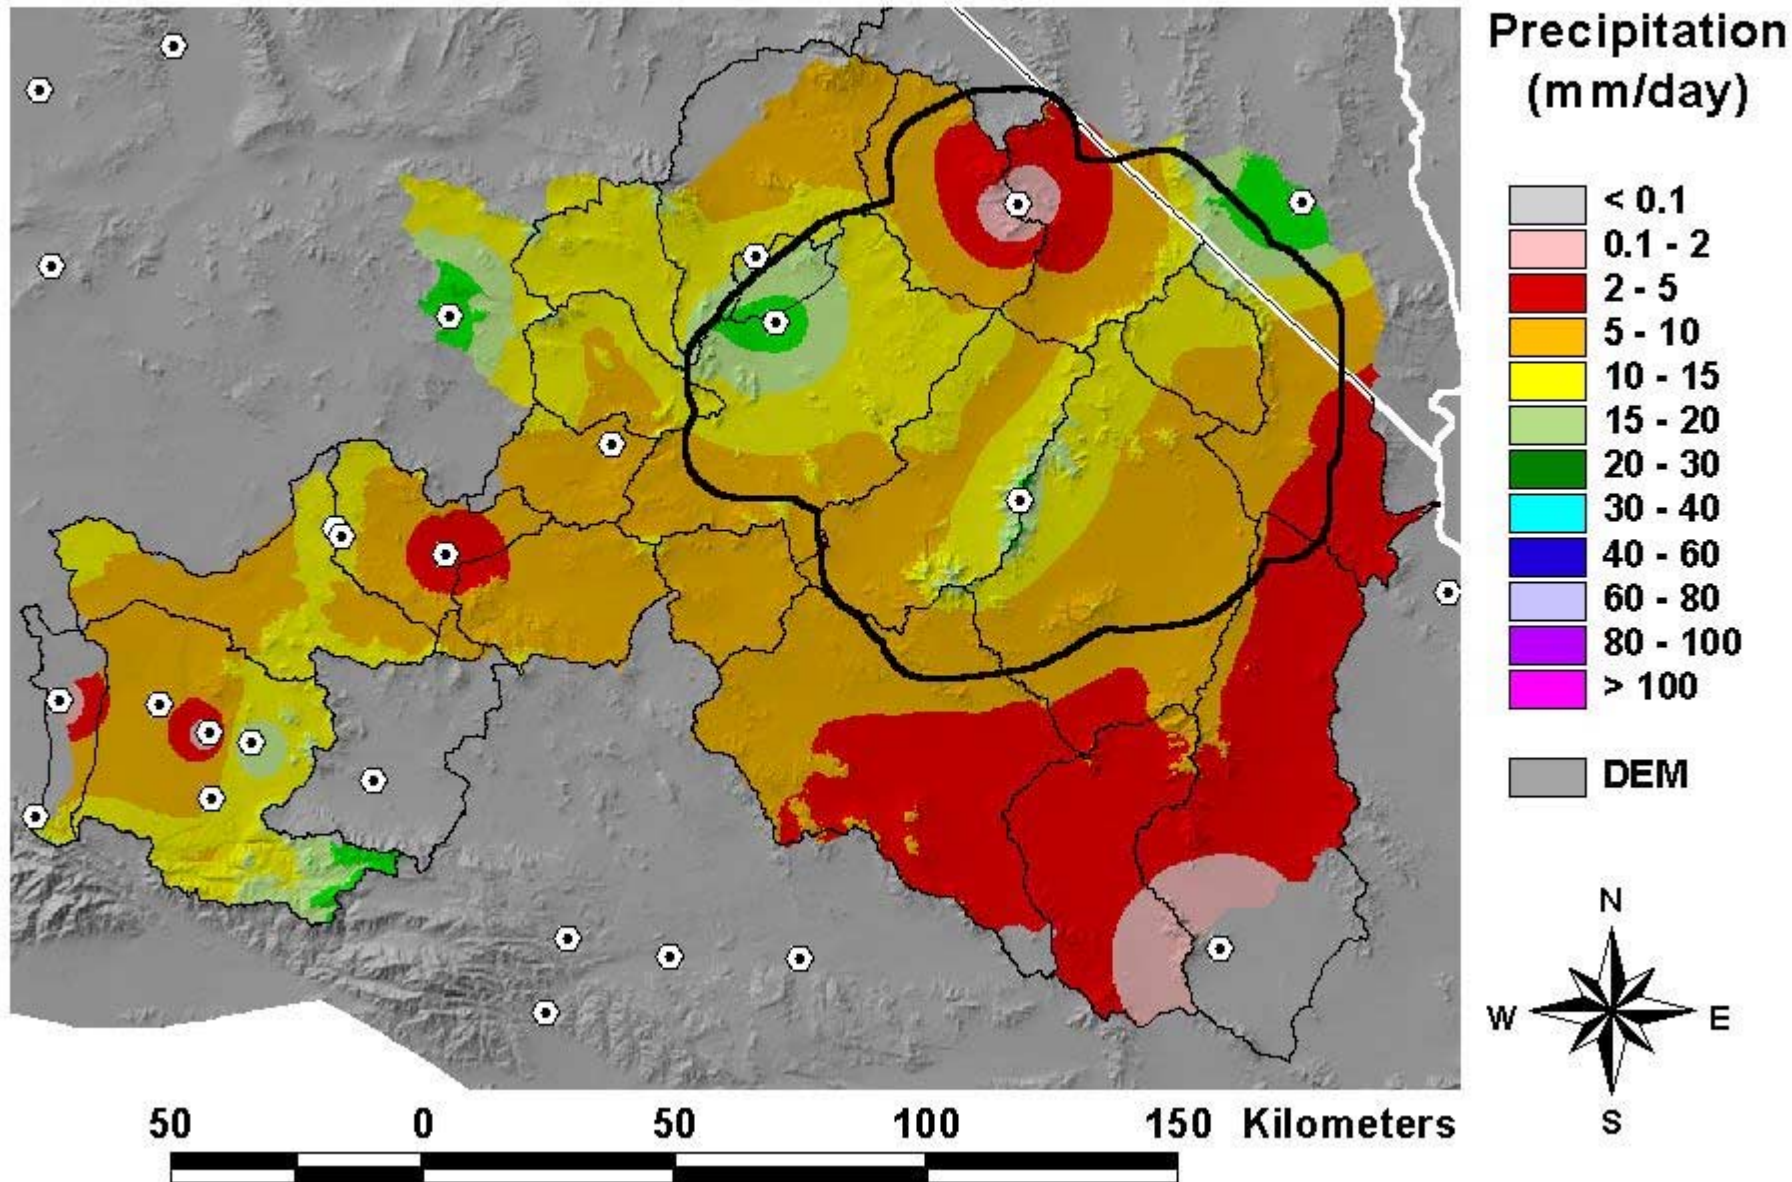 Precipitation
(mm/day)
< 0.1
0.1 - 2
2 - 5
5 - 10
10 - 15
15 - 20
20 - 30
30 - 40
40 - 60
60 - 80
80 - 100
> 100
DEM
N
W E
S
50 0 50 100 150 Kilometers